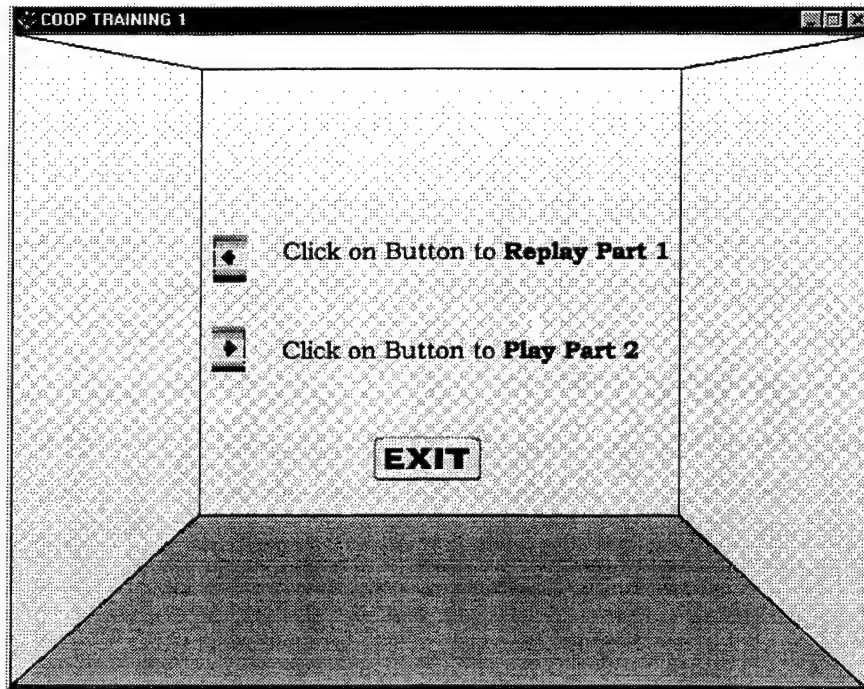 COOP TRAINING 1
Click on Button to Replay Part 1
Click on Button to Play Part 2
EXIT